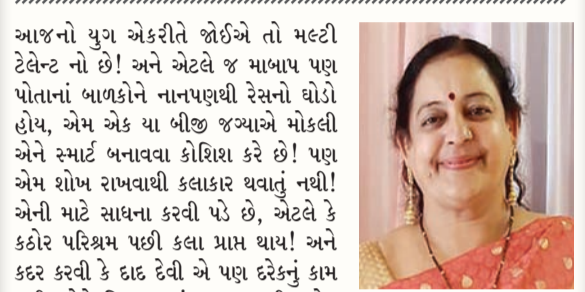 આજનો યુગ એકરીતે જોઈએ તો મલ્ટી
ટેલેન્ટ નો છે! અને એટલે જ માબાપ પણ
પોતાનાં બાળકોને નાનપણથી રેસનો ઘોડો
હોય, એમ એક યા બીજી જગ્યાએ મોકલી
એને સ્માર્ટ બનાવવા કોશિશ કરે છે! પણ
એમ શોખ રાખવાથી કલાકાર થવાતું નથી!
એની માટે સાધના કરવી પડે છે, એટલે કે
કઠોર પરિશ્રમ પછી કલા પ્રાપ્ત થાય! અને
કદર કરવી કે દાદ દેવી એ પણ દરેકનું કામ